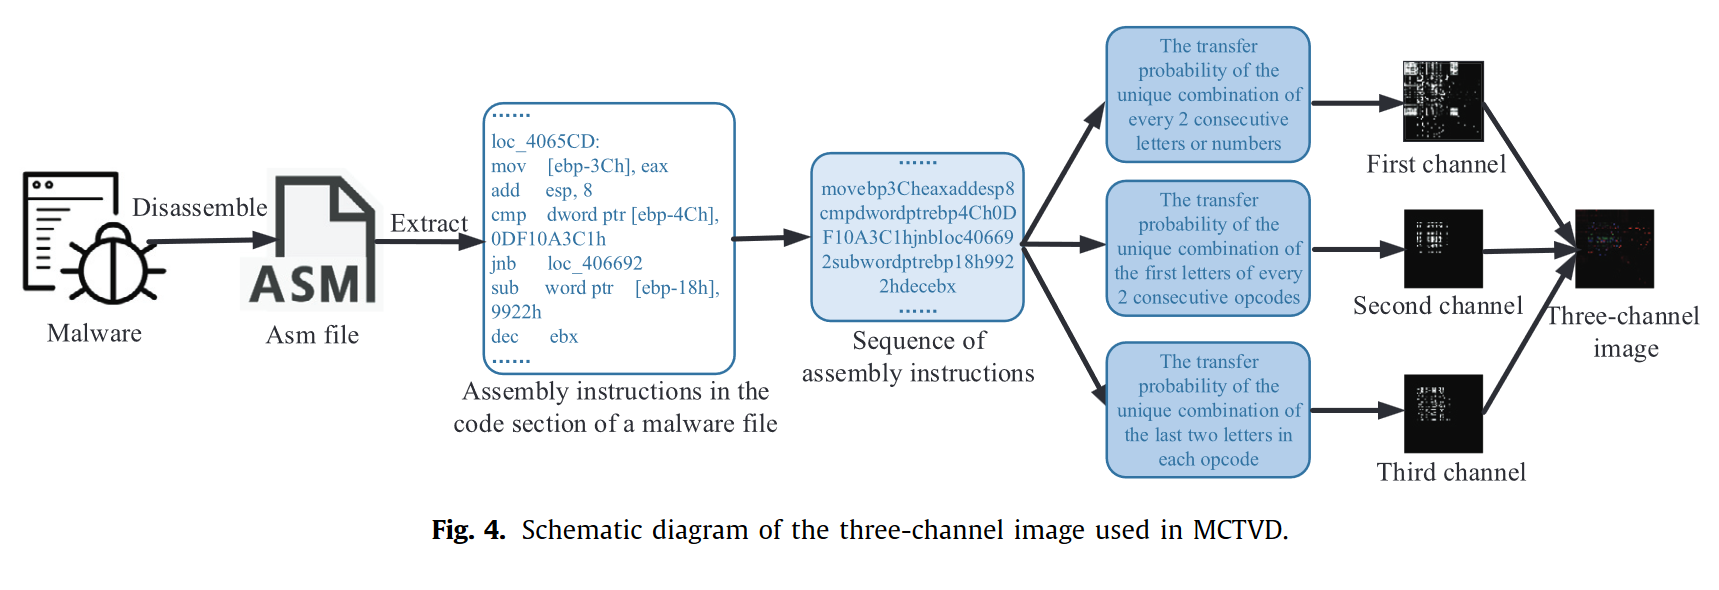 Malware
Disassemble
ASM
Asm file
Extract
......
loc_4065CD:
mov [ebp-3Ch], eax
add esp, 8
cmp dword ptr [ebp-4Ch],
0DF10A3C1h
jnb loc_406692
sub word ptr [ebp-18h],
9922h
dec ebx
......
Assembly instructions in the
code section of a malware file
......
movebp3Cheaxaddesp8
cmpdwordptrebp4Ch0D
F10A3C1hjnbloc40669
2subwordptrebp18h992
2hdecebx
......
Sequence of
assembly instructions
The transfer
probability of the
unique combination of
every 2 consecutive
letters or numbers
First channel
The transfer
probability of the
unique combination of
the first letters of every
2 consecutive opcodes
Second channel
The transfer
probability of the
unique combination of
the last two letters in
each opcode
Third channel
Three-channel
image
Fig. 4. Schematic diagram of the three-channel image used in MCTVD.